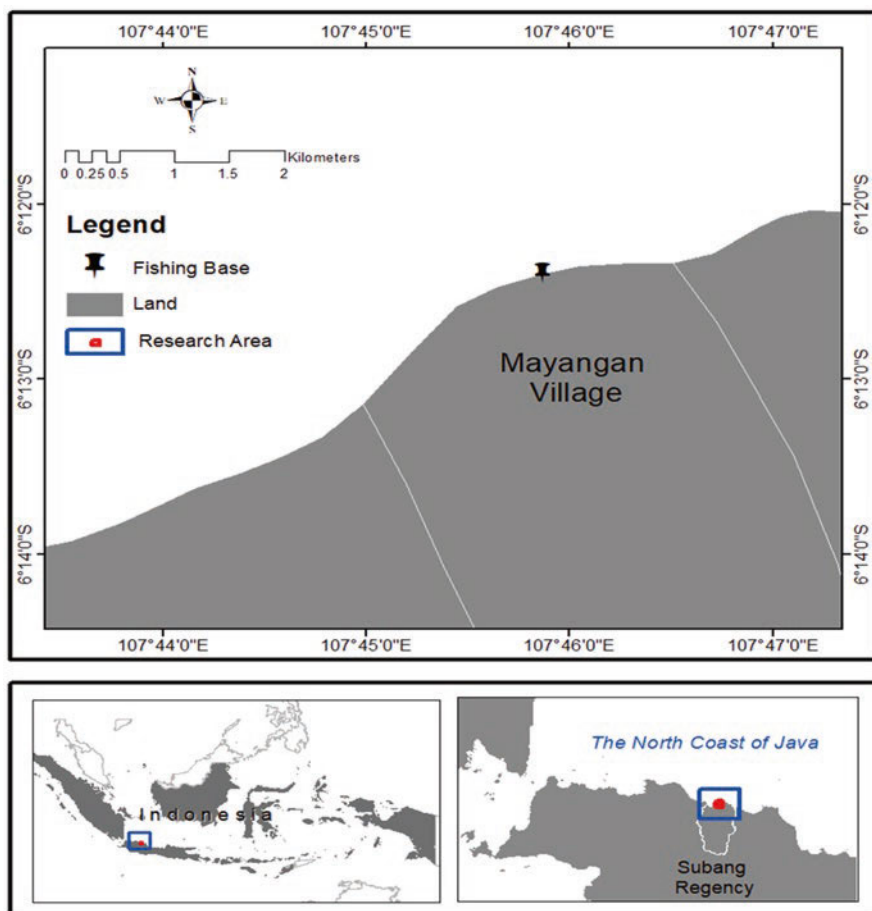 107°44'0"E 107°45'0"E 107°46'0"E 107°47'0"E
N
W E
S
Kilometers
0 0.25 0.5 1 1.5 2
6°12'0"S 6°12'0"S
Legend
Fishing Base
Land
Research Area
Mayangan
Village
6°13'0"S 6°13'0"S
6°14'0"S 6°14'0"S
107°44'0"E 107°45'0"E 107°46'0"E 107°47'0"E
Indonesia
The North Coast of Java
Subang
Regency